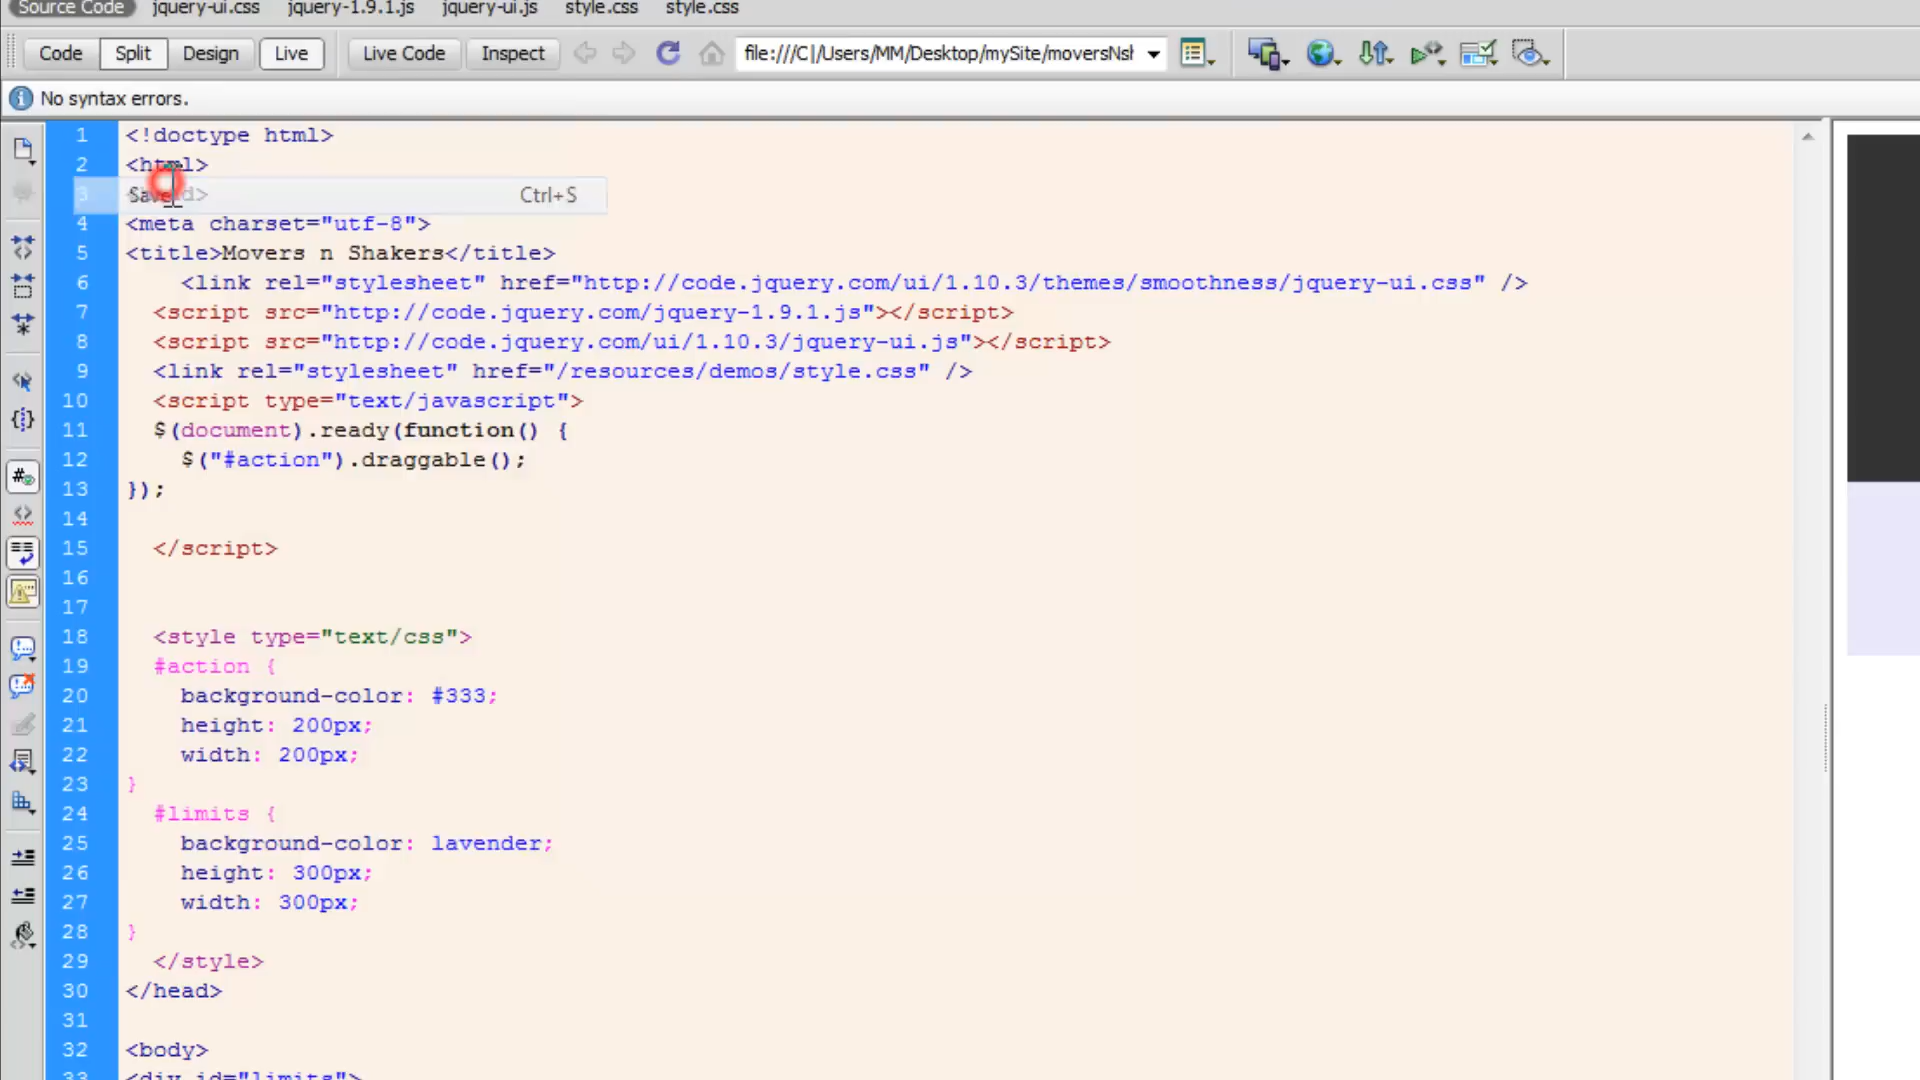 Source Code jquery-ui.css jquery-1.9.1.js jquery-ui.js style.css style.css
Code Split Design Live Live Code Inspect file:///C|/Users/MM/Desktop/mySite/moversNsh
No syntax errors.
1 <!doctype html>
2 <html>
3 Save Ctrl+S
4 <meta charset="utf-8">
5 <title>Movers n Shakers</title>
6 <link rel="stylesheet" href="http://code.jquery.com/ui/1.10.3/themes/smoothness/jquery-ui.css" />
7 <script src="http://code.jquery.com/jquery-1.9.1.js"></script>
8 <script src="http://code.jquery.com/ui/1.10.3/jquery-ui.js"></script>
9 <link rel="stylesheet" href="/resources/demos/style.css" />
10 <script type="text/javascript">
11 $(document).ready(function() {
12 $("#action").draggable();
13 });
14
15 </script>
16
17
18 <style type="text/css">
19 #action {
20 background-color: #333;
21 height: 200px;
22 width: 200px;
23 }
24 #limits {
25 background-color: lavender;
26 height: 300px;
27 width: 300px;
28 }
29 </style>
30 </head>
31
32 <body>
33 <div id="limits">